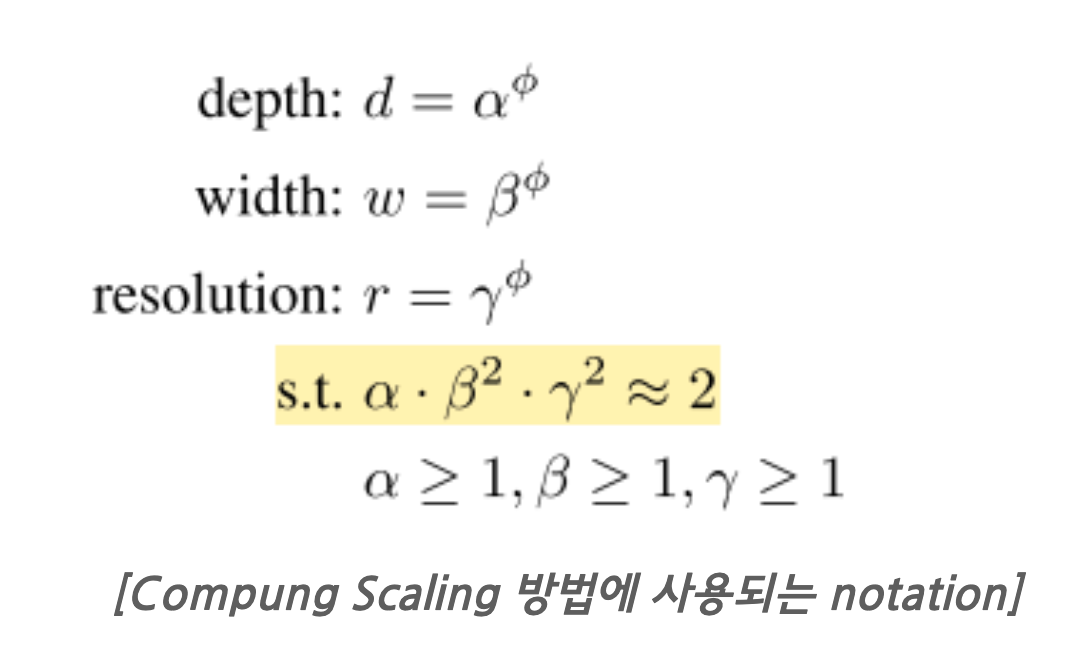 depth: d = α^ϕ
width: w = β^ϕ
resolution: r = γ^ϕ
s.t. α · β² · γ² ≈ 2
α ≥ 1, β ≥ 1, γ ≥ 1
[Compung Scaling 방법에 사용되는 notation]